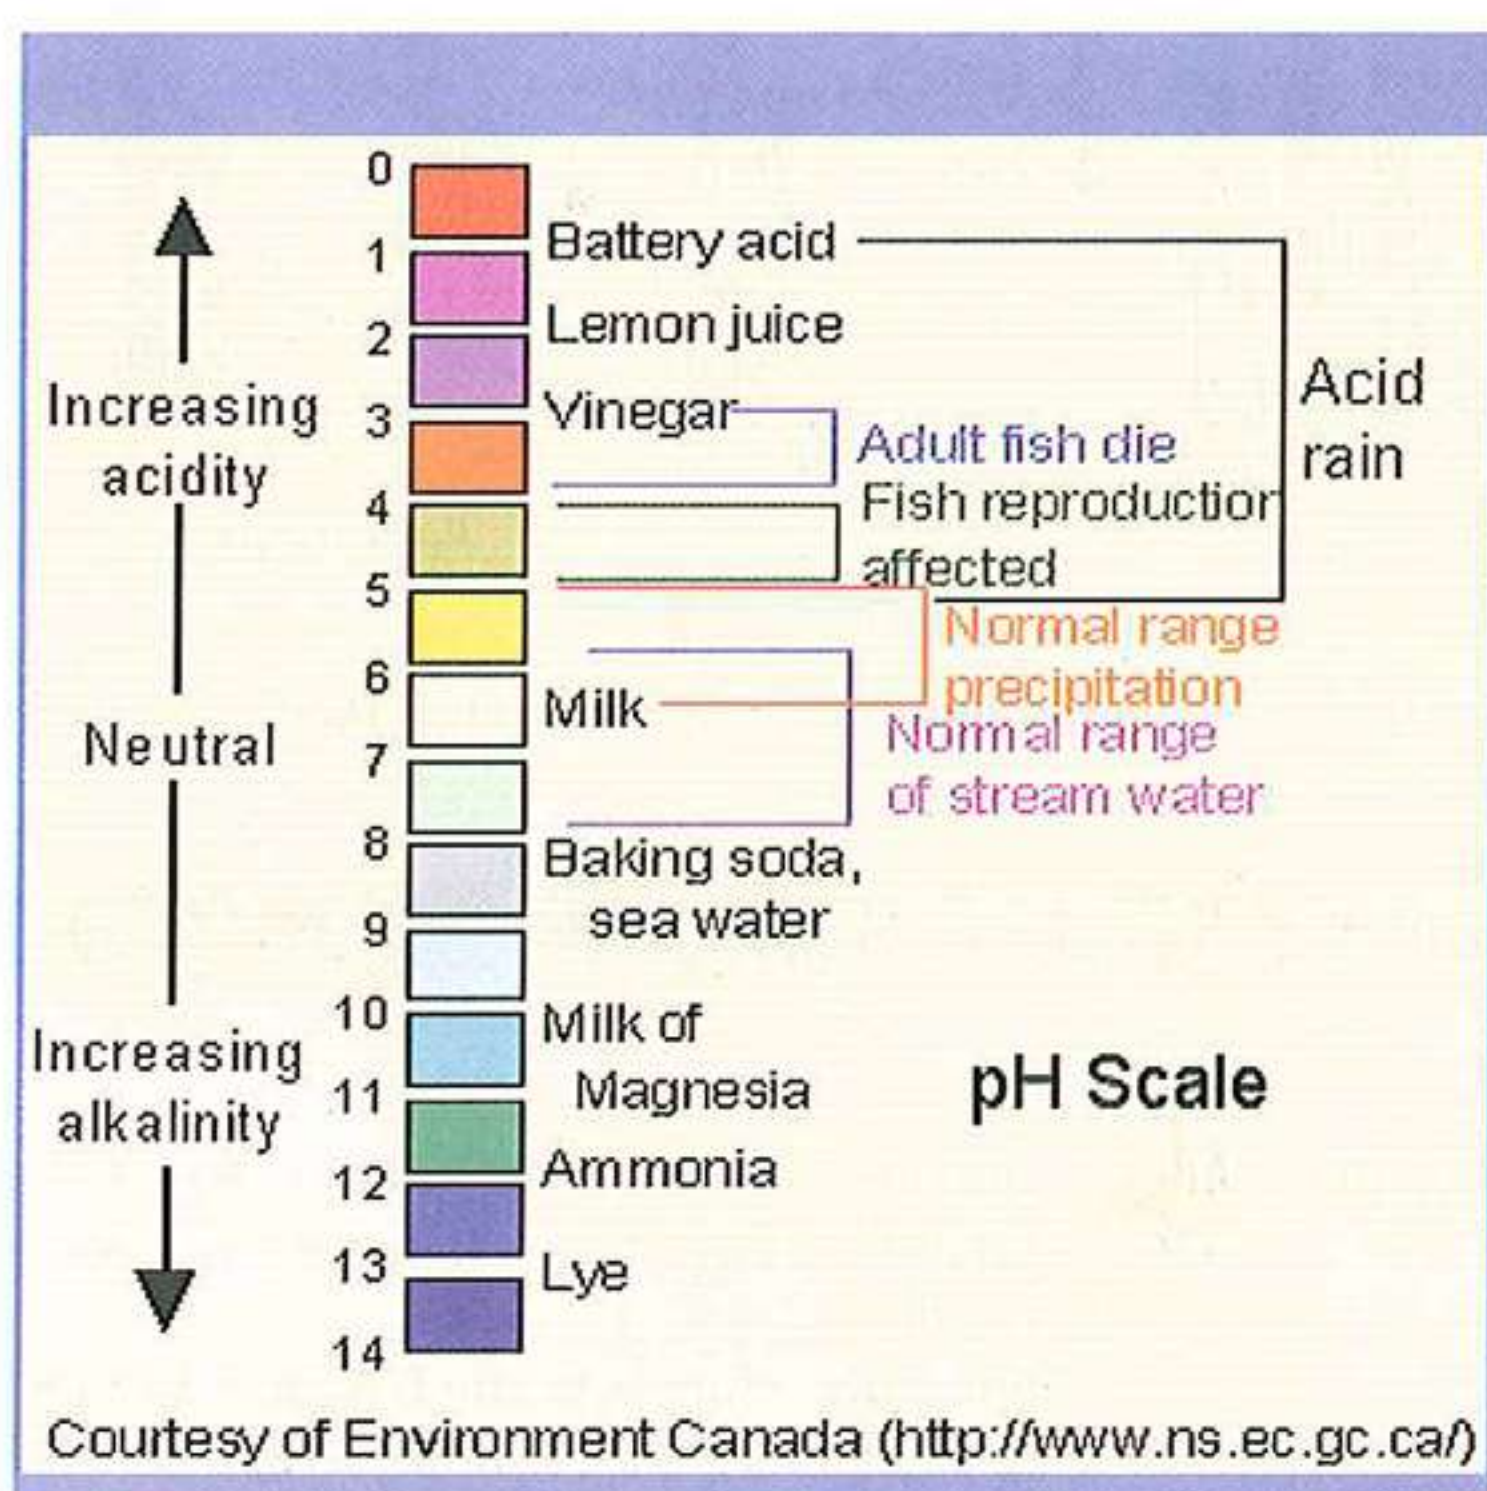 0
Battery acid
1
Lemon juice
2
Increasing
acidity
Vinegar
3
Adult fish die
Acid
rain
4
Fish reproduction
affected
5
Normal range
precipitation
6
Milk
Neutral
Normal range
of stream water
7
8
Baking soda,
sea water
9
10
Milk of
Magnesia
Increasing
alkalinity
pH Scale
11
Ammonia
12
13
Lye
14
Courtesy of Environment Canada (http://www.ns.ec.gc.ca/)